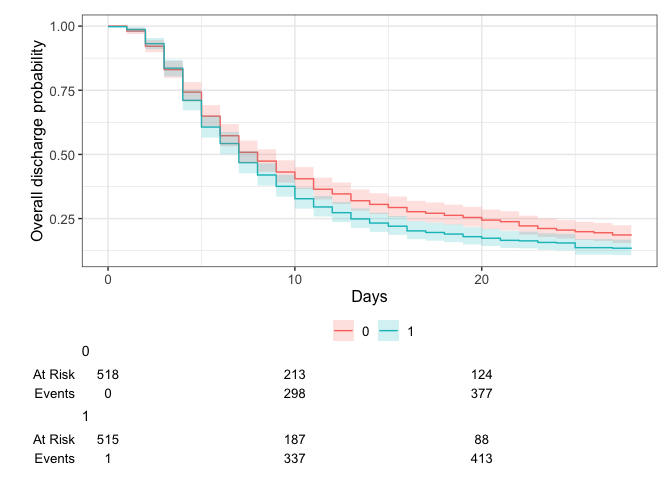 Overall discharge probability
1.00
0.75
0.50
0.25
0 10 20
Days
0 1
0
At Risk 518 213 124
Events 0 298 377
1
At Risk 515 187 88
Events 1 337 413